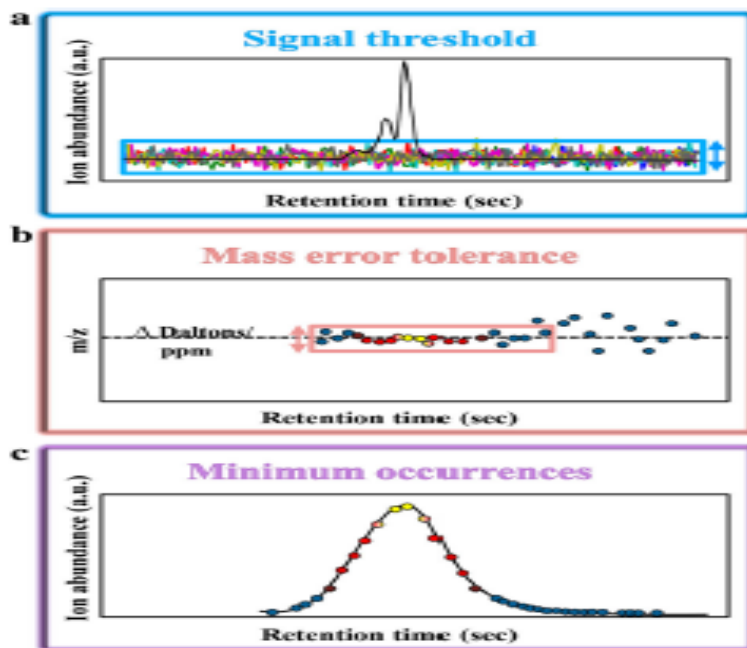 a
Signal threshold
Ion abundance (a.u.)
Retention time (sec)
b
Mass error tolerance
m/z
Δ Daltons/
ppm
Retention time (sec)
c
Minimum occurrences
Ion abundance (a.u.)
Retention time (sec)